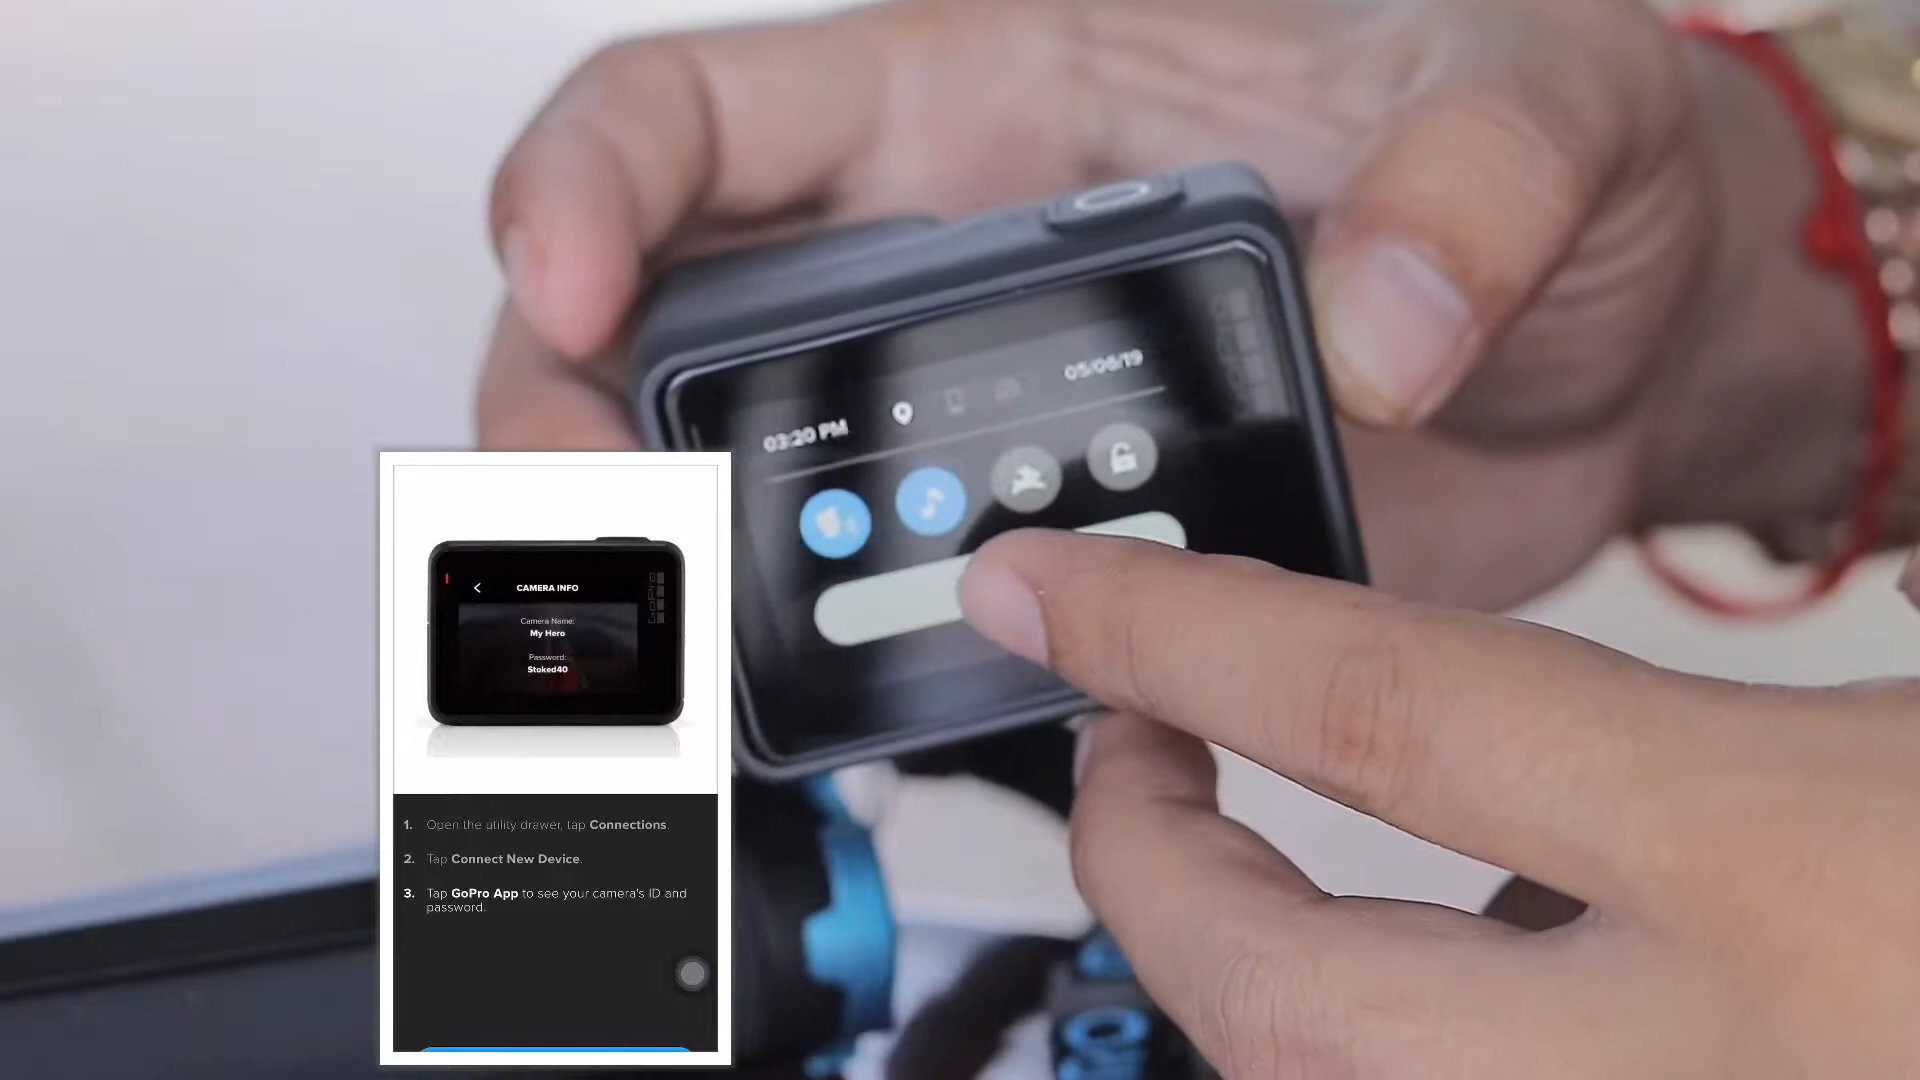 03:20 PM
05/06/19
GoPro
CAMERA INFO
Camera Name:
My Hero
Password:
Stoked40
1. Open the utility drawer, tap Connections.
2. Tap Connect New Device.
3. Tap GoPro App to see your camera's ID and
password.